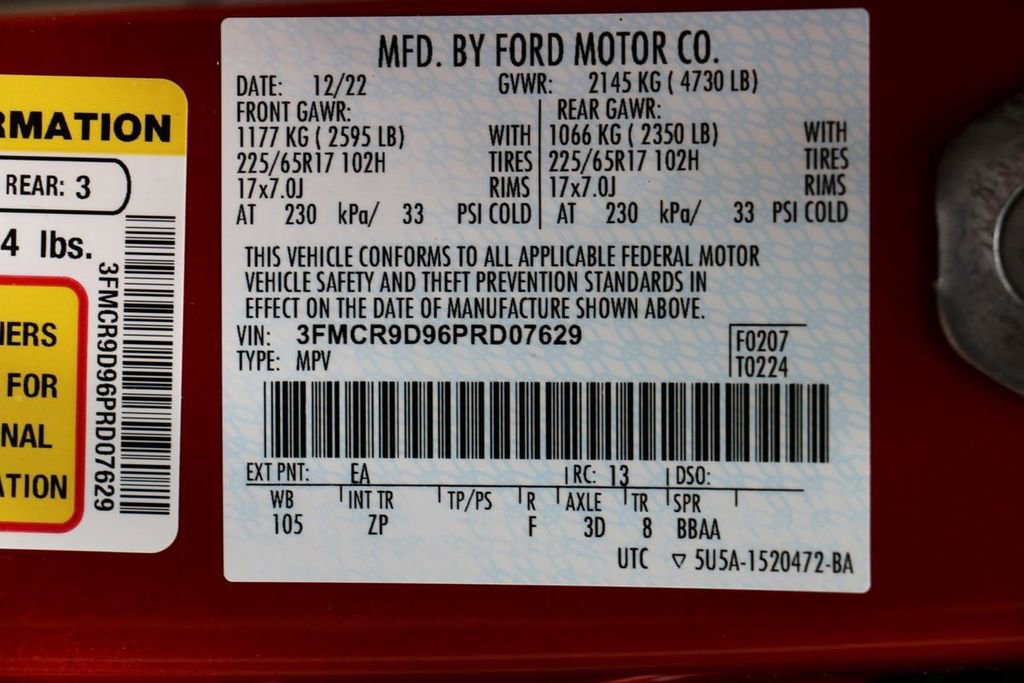 RMATION
REAR: 3
4 lbs.
3FMCR9D96PRD07629
NERS
FOR
NAL
ATION
MFD. BY FORD MOTOR CO.
DATE: 12/22 GVWR: 2145 KG ( 4730 LB)
FRONT GAWR: REAR GAWR:
1177 KG ( 2595 LB) WITH 1066 KG ( 2350 LB) WITH
225/65R17 102H TIRES 225/65R17 102H TIRES
17x7.0J RIMS 17x7.0J RIMS
AT 230 kPa/ 33 PSI COLD AT 230 kPa/ 33 PSI COLD
THIS VEHICLE CONFORMS TO ALL APPLICABLE FEDERAL MOTOR
VEHICLE SAFETY AND THEFT PREVENTION STANDARDS IN
EFFECT ON THE DATE OF MANUFACTURE SHOWN ABOVE.
VIN: 3FMCR9D96PRD07629 F0207
TYPE: MPV T0224
EXT PNT: EA RC: 13 DSO:
WB INT TR TP/PS R AXLE TR SPR
105 ZP F 3D 8 BBAA
UTC ▽ 5U5A-1520472-BA